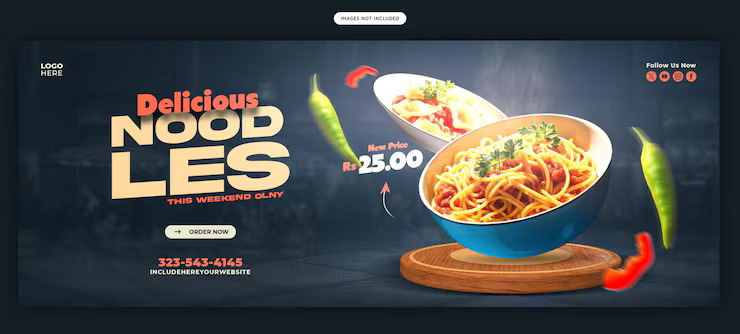 IMAGES NOT INCLUDED
LOGO
HERE
Follow Us Now
Delicious
NOOD
LES
THIS WEEKEND OLNY
New Price
Rs 25.00
ORDER NOW
323-543-4145
INCLUDEHEREYOURWEBSITE